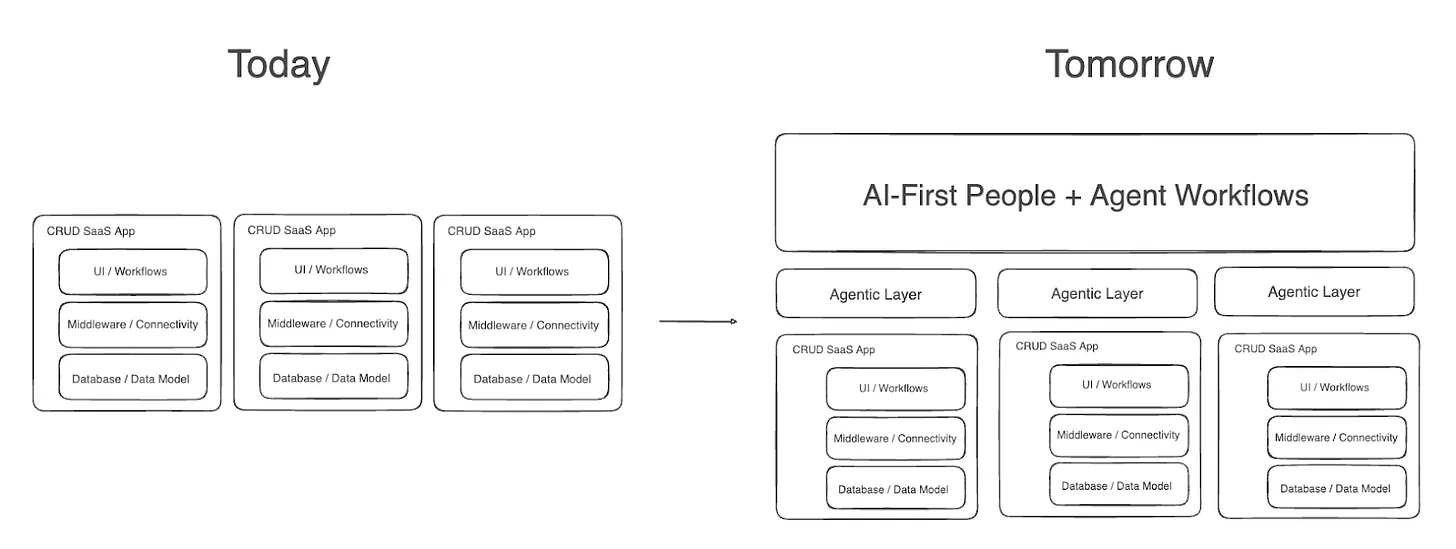 Today
Tomorrow
CRUD SaaS App
UI / Workflows
Middleware / Connectivity
Database / Data Model
CRUD SaaS App
UI / Workflows
Middleware / Connectivity
Database / Data Model
CRUD SaaS App
UI / Workflows
Middleware / Connectivity
Database / Data Model
AI-First People + Agent Workflows
Agentic Layer
Agentic Layer
Agentic Layer
CRUD SaaS App
UI / Workflows
Middleware / Connectivity
Database / Data Model
CRUD SaaS App
UI / Workflows
Middleware / Connectivity
Database / Data Model
CRUD SaaS App
UI / Workflows
Middleware / Connectivity
Database / Data Model